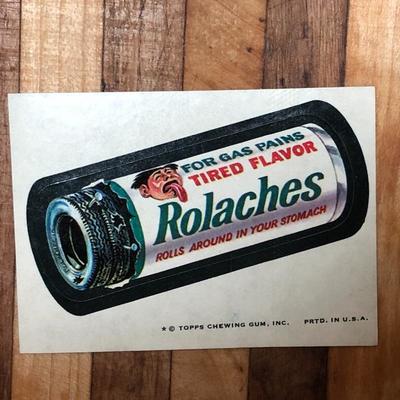 FOR GAS PAINS
TIRED FLAVOR
Rolaches
ROLLS AROUND IN YOUR STOMACH
★ © TOPPS CHEWING GUM, INC. PRTD. IN U.S.A.